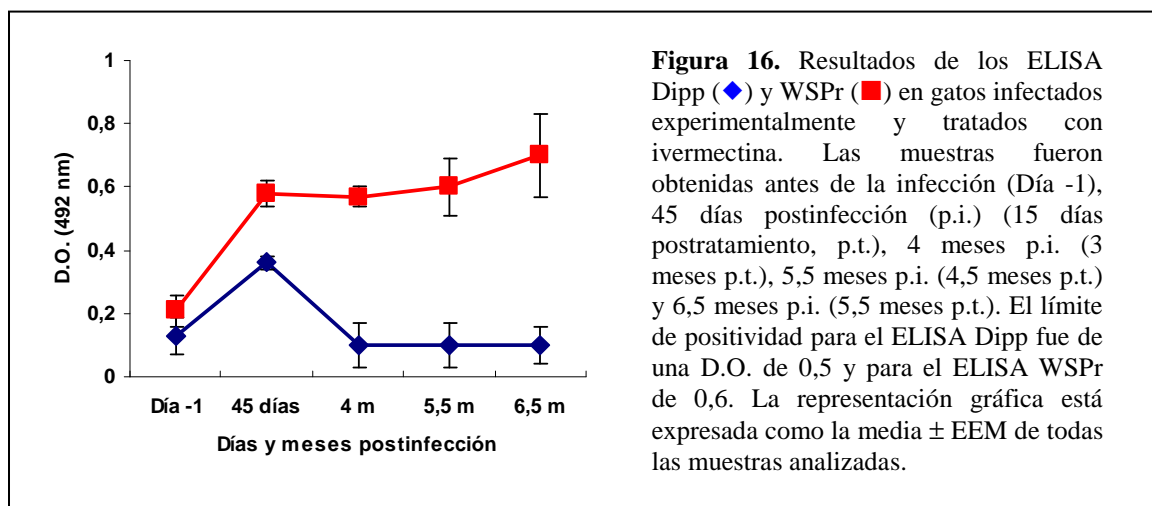 1
0,8
0,6
0,4
0,2
0
D.O. (492 nm)
Día -1 45 días 4 m 5,5 m 6,5 m
Días y meses postinfección
Figura 16. Resultados de los ELISA
Dipp (◆) y WSPr (■) en gatos infectados
experimentalmente y tratados con
ivermectina. Las muestras fueron
obtenidas antes de la infección (Día -1),
45 días postinfección (p.i.) (15 días
postratamiento, p.t.), 4 meses p.i. (3
meses p.t.), 5,5 meses p.i. (4,5 meses p.t.)
y 6,5 meses p.i. (5,5 meses p.t.). El límite
de positividad para el ELISA Dipp fue de
una D.O. de 0,5 y para el ELISA WSPr
de 0,6. La representación gráfica está
expresada como la media ± EEM de todas
las muestras analizadas.